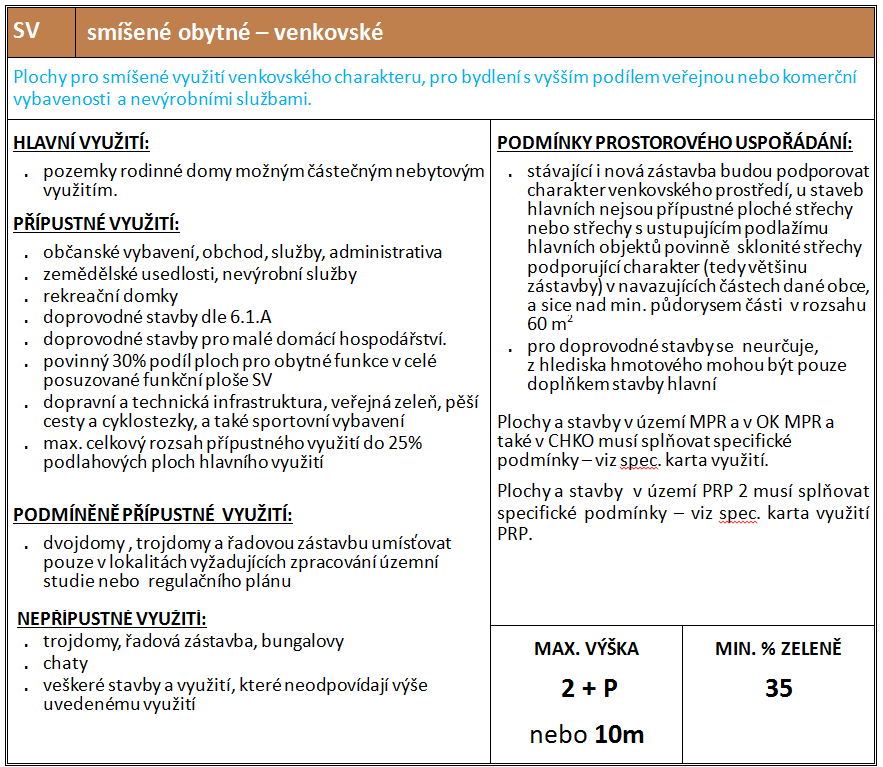 SV
smíšené obytné – venkovské
Plochy pro smíšené využití venkovského charakteru, pro bydlení s vyšším podílem veřejnou nebo komerční
vybavenosti a nevýrobními službami.
HLAVNÍ VYUŽITÍ:
. pozemky rodinné domy možným částečným nebytovým
využitím.
PŘÍPUSTNÉ VYUŽITÍ:
. občanské vybavení, obchod, služby, administrativa
. zemědělské usedlosti, nevýrobní služby
. rekreační domky
. doprovodné stavby dle 6.1.A
. doprovodné stavby pro malé domácí hospodářství.
. povinný 30% podíl ploch pro obytné funkce v celé
posuzované funkční ploše SV
. dopravní a technická infrastruktura, veřejná zeleň, pěší
cesty a cyklostezky, a také sportovní vybavení
. max. celkový rozsah přípustného využití do 25%
podlahových ploch hlavního využití
PODMÍNĚNĚ PŘÍPUSTNÉ VYUŽITÍ:
. dvojdomy , trojdomy a řadovou zástavbu umísťovat
pouze v lokalitách vyžadujících zpracování územní
studie nebo regulačního plánu
NEPŘÍPUSTNÉ VYUŽITÍ:
. trojdomy, řadová zástavba, bungalovy
. chaty
. veškeré stavby a využití, které neodpovídají výše
uvedenému využití
PODMÍNKY PROSTOROVÉHO USPOŘÁDÁNÍ:
. stávající i nová zástavba budou podporovat
charakter venkovského prostředí, u staveb
hlavních nejsou přípustné ploché střechy
nebo střechy s ustupujícím podlažímu
hlavních objektů povinně sklonité střechy
podporující charakter (tedy většinu
zástavby) v navazujících částech dané obce,
a sice nad min. půdorysem části v rozsahu
60 m²
. pro doprovodné stavby se neurčuje,
z hlediska hmotového mohou být pouze
doplňkem stavby hlavní
Plochy a stavby v území MPR a v OK MPR a
také v CHKO musí splňovat specifické
podmínky – viz spec. karta využití.
Plochy a stavby v území PRP 2 musí splňovat
specifické podmínky – viz spec. karta využití
PRP.
MAX. VÝŠKA
2 + P
nebo 10m
MIN. % ZELENĚ
35